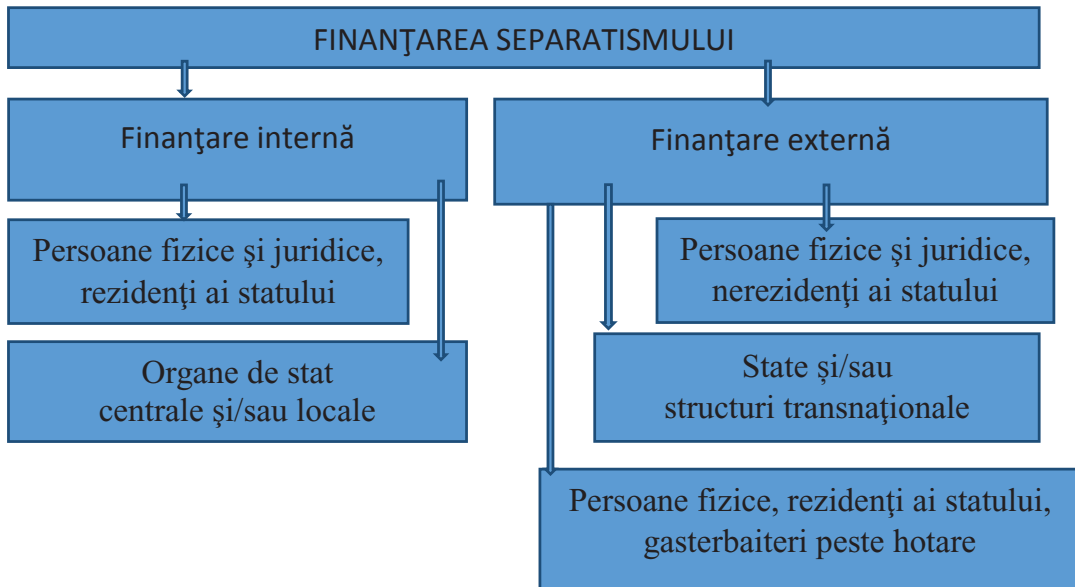 FINANŢAREA SEPARATISMULUI
Finanţare internă
Finanţare externă
Persoane fizice şi juridice,
rezidenţi ai statului
Persoane fizice şi juridice,
nerezidenţi ai statului
Organe de stat
centrale şi/sau locale
State și/sau
structuri transnaţionale
Persoane fizice, rezidenţi ai statului,
gasterbaiteri peste hotare